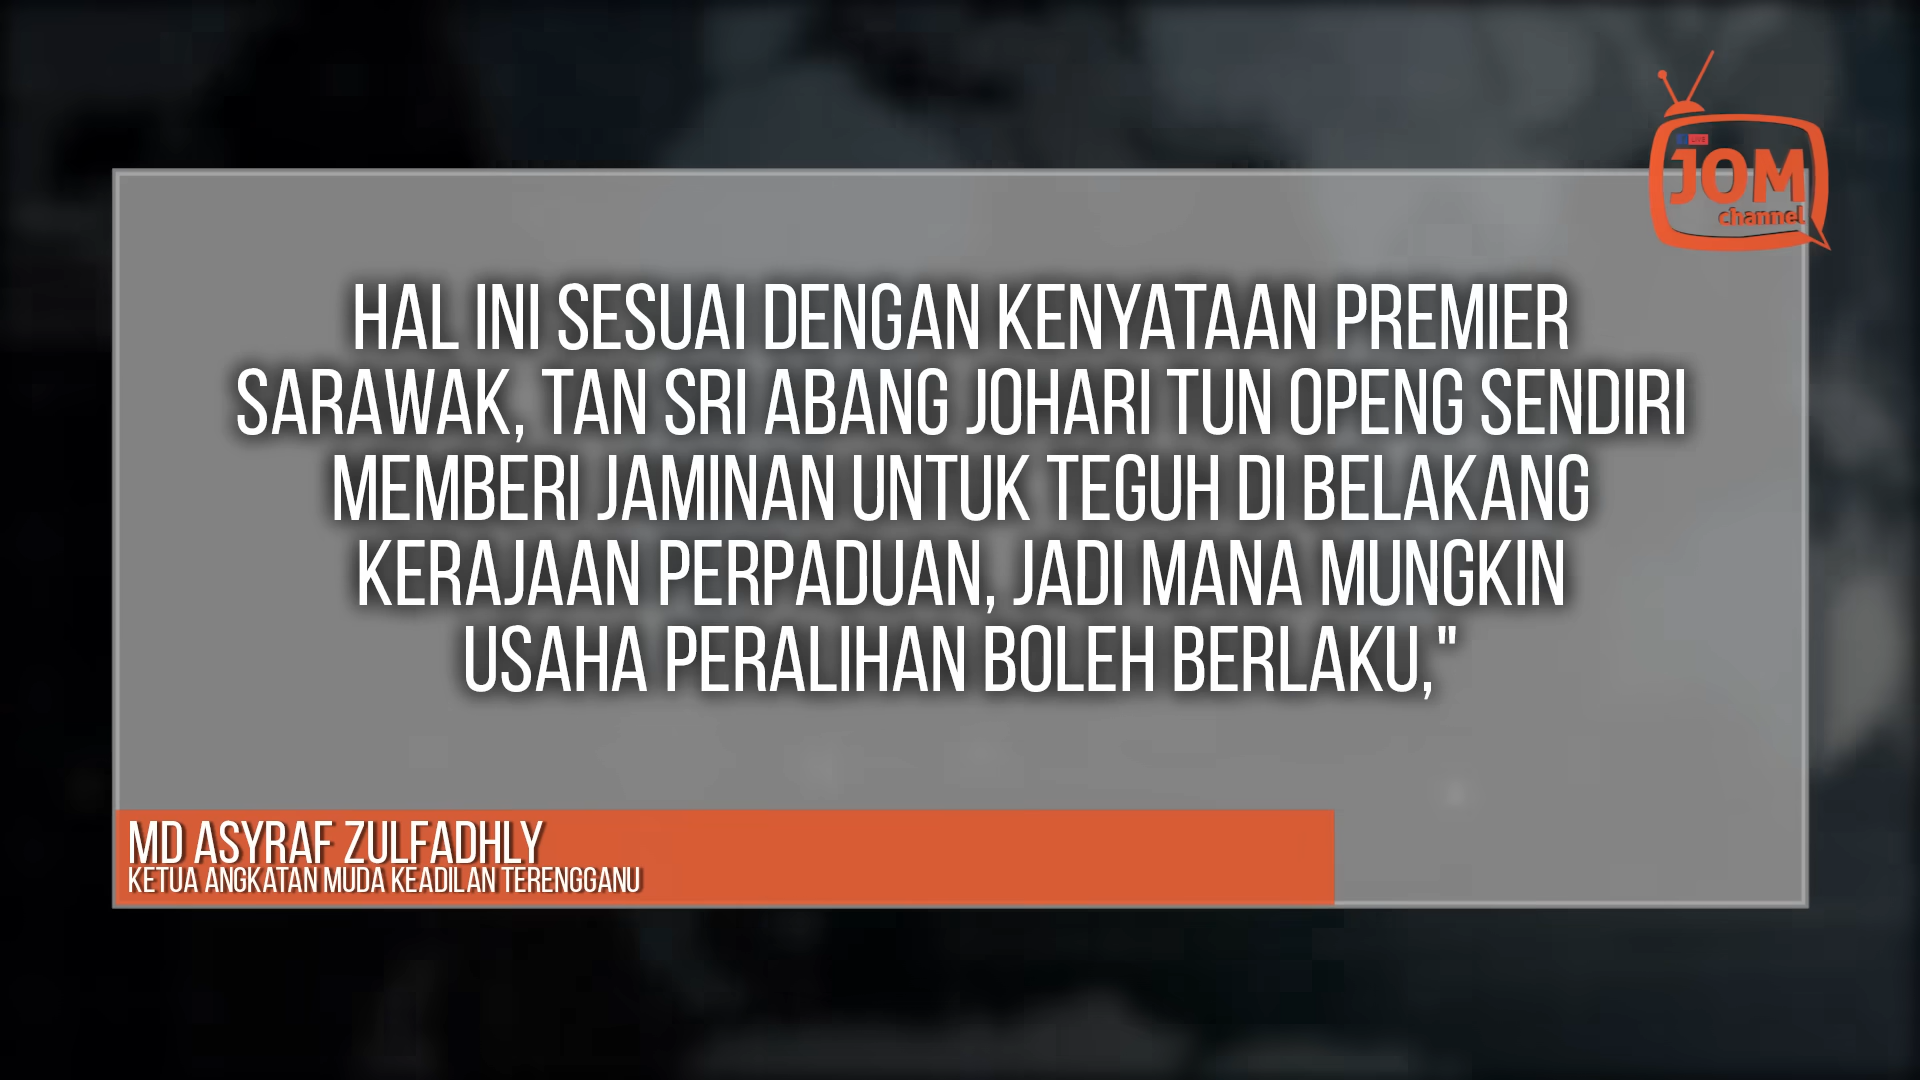 JOM
channel
HAL INI SESUAI DENGAN KENYATAAN PREMIER
SARAWAK, TAN SRI ABANG JOHARI TUN OPENG SENDIRI
MEMBERI JAMINAN UNTUK TEGUH DI BELAKANG
KERAJAAN PERPADUAN, JADI MANA MUNGKIN
USAHA PERALIHAN BOLEH BERLAKU,"
MD ASYRAF ZULFADHLY
KETUA ANGKATAN MUDA KEADILAN TERENGGANU